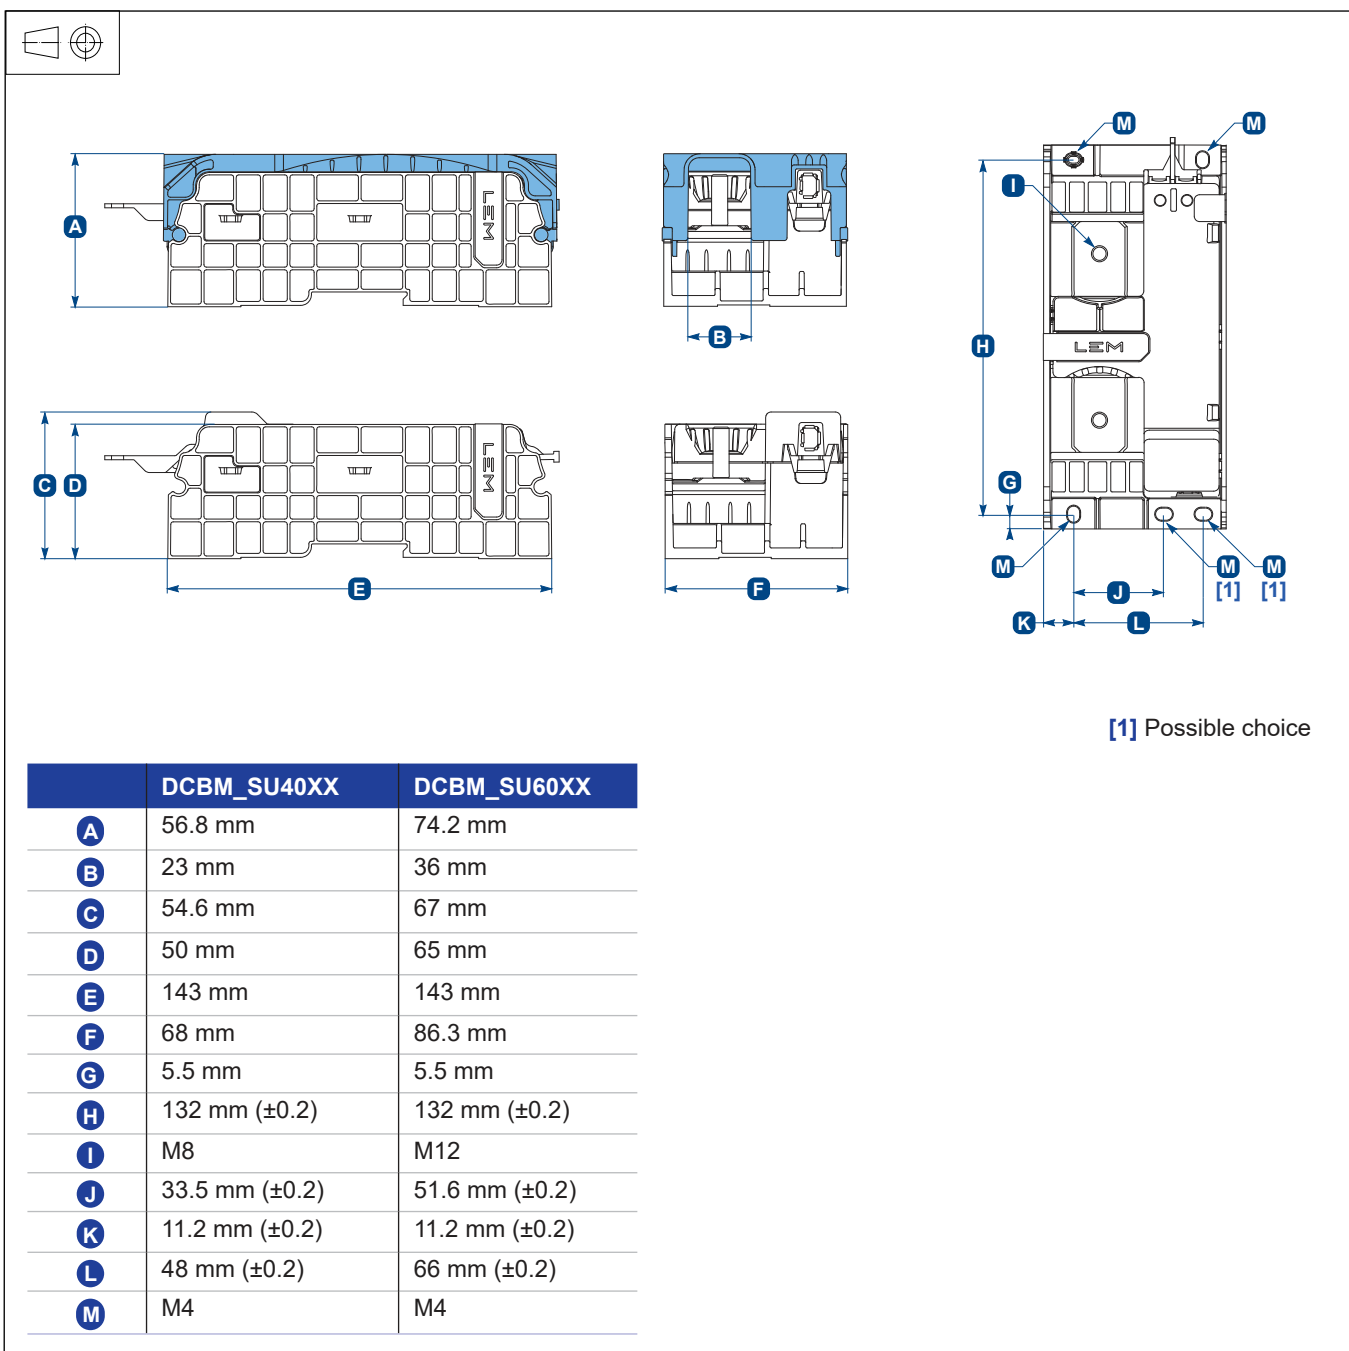 M M
I
A
LEM
B
H
LEM
C D
LEM
G
E
F
M
J
M M
[1] [1]
K
L
[1] Possible choice
DCBM_SU40XX DCBM_SU60XX
A 56.8 mm 74.2 mm
B 23 mm 36 mm
C 54.6 mm 67 mm
D 50 mm 65 mm
E 143 mm 143 mm
F 68 mm 86.3 mm
G 5.5 mm 5.5 mm
H 132 mm (±0.2) 132 mm (±0.2)
I M8 M12
J 33.5 mm (±0.2) 51.6 mm (±0.2)
K 11.2 mm (±0.2) 11.2 mm (±0.2)
L 48 mm (±0.2) 66 mm (±0.2)
M M4 M4